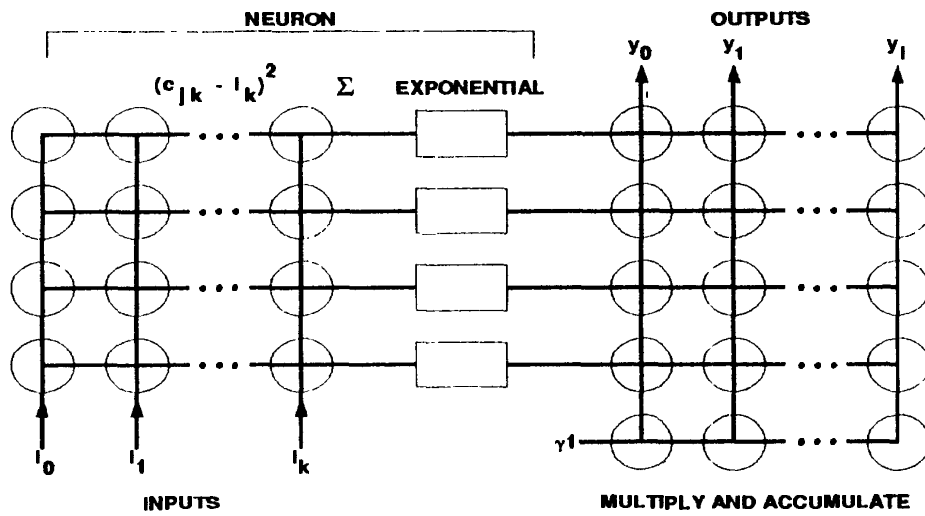 NEURON
OUTPUTS
y0 y1 yl
(cjk - Ik)2 Σ EXPONENTIAL
γ1
I0 I1 Ik
INPUTS
MULTIPLY AND ACCUMULATE